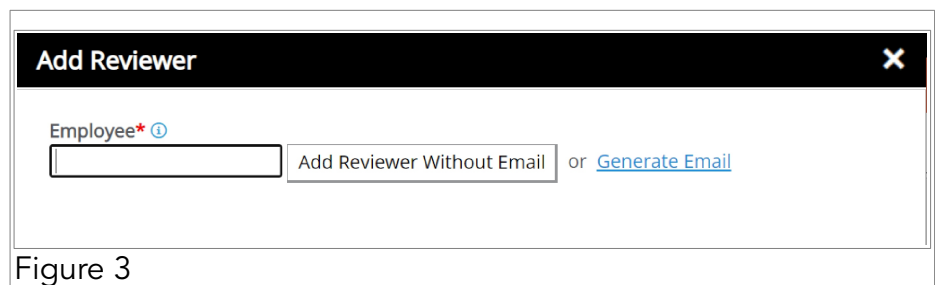 Add Reviewer
Employee*
Add Reviewer Without Email or Generate Email
Figure 3